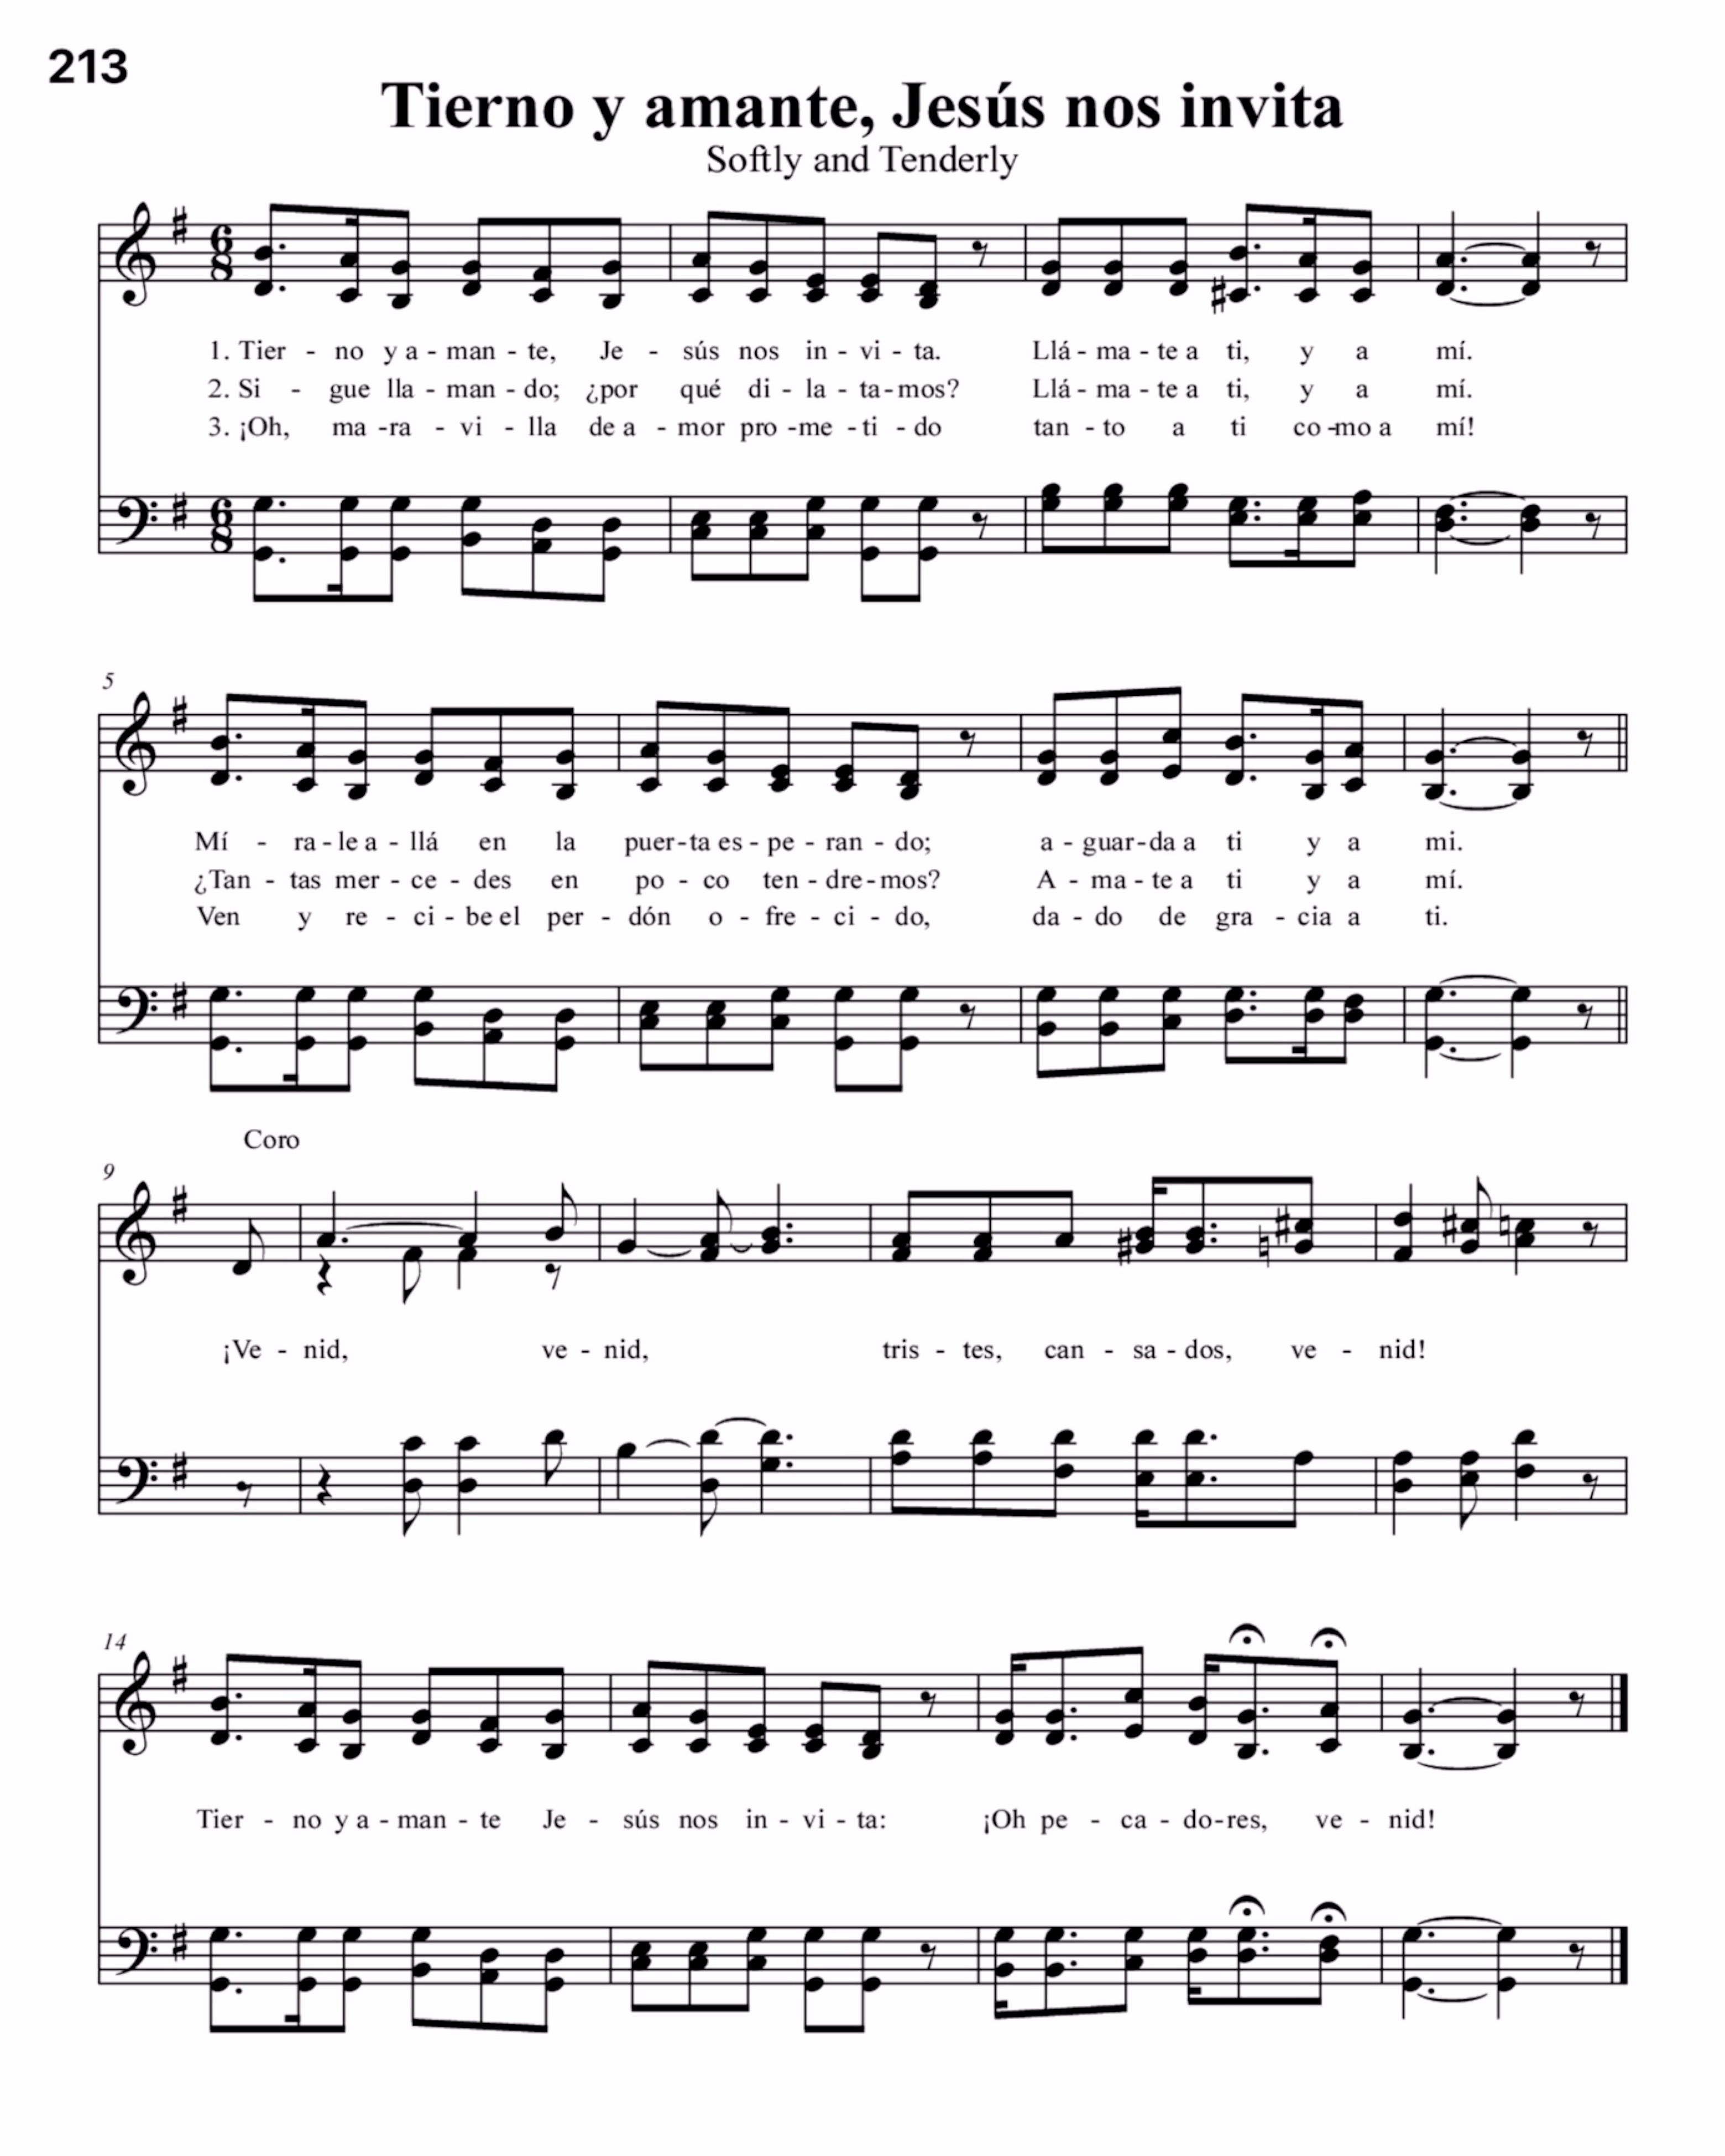 213
Tierno y amante, Jesús nos invita
Softly and Tenderly
6 8
1. Tier - no y a - man - te, Je - sús nos in - vi - ta. Llá - ma - te a ti, y a mí.
2. Si - gue lla - man - do; ¿por qué di - la - ta - mos? Llá - ma - te a ti, y a mí.
3. ¡Oh, ma - ra - vi - lla de a - mor pro - me - ti - do tan - to a ti co - mo a mí!
6 8
5
Mí - ra - le a - llá en la puer - ta es - pe - ran - do; a - guar - da a ti y a mi.
¿Tan - tas mer - ce - des en po - co ten - dre - mos? A - ma - te a ti y a mí.
Ven y re - ci - be el per - dón o - fre - ci - do, da - do de gra - cia a ti.
Coro
9
¡Ve - nid, ve - nid, tris - tes, can - sa - dos, ve - nid!
14
Tier - no y a - man - te Je - sús nos in - vi - ta: ¡Oh pe - ca - do - res, ve - nid!